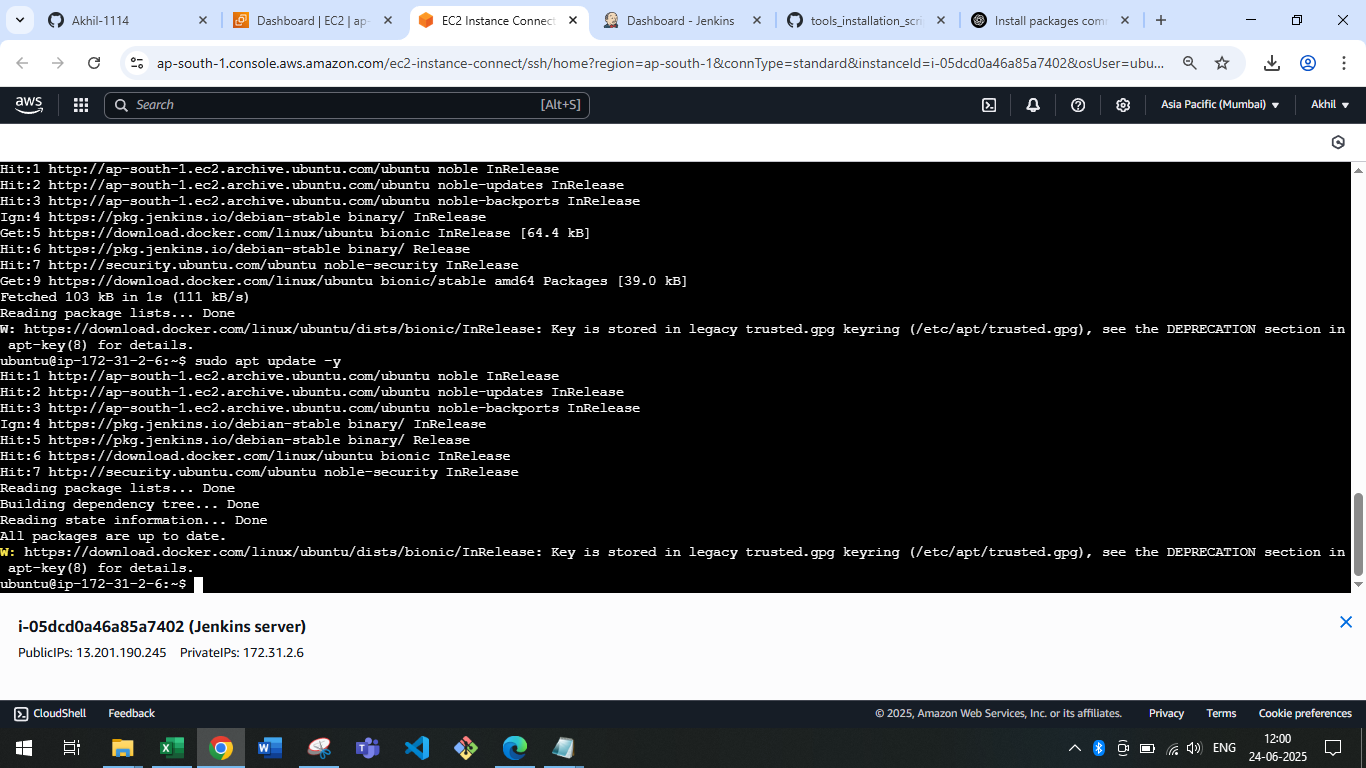 Akhil-1114
Dashboard | EC2 | ap-
EC2 Instance Connect
Dashboard - Jenkins
tools_installation_scri
Install packages com
ap-south-1.console.aws.amazon.com/ec2-instance-connect/ssh/home?region=ap-south-1&connType=standard&instanceId=i-05dcd0a46a85a7402&osUser=ubu...
aws
Search [Alt+S]
Asia Pacific (Mumbai)
Akhil
Hit:1 http://ap-south-1.ec2.archive.ubuntu.com/ubuntu noble InRelease
Hit:2 http://ap-south-1.ec2.archive.ubuntu.com/ubuntu noble-updates InRelease
Hit:3 http://ap-south-1.ec2.archive.ubuntu.com/ubuntu noble-backports InRelease
Ign:4 https://pkg.jenkins.io/debian-stable binary/ InRelease
Get:5 https://download.docker.com/linux/ubuntu bionic InRelease [64.4 kB]
Hit:6 https://pkg.jenkins.io/debian-stable binary/ Release
Hit:7 http://security.ubuntu.com/ubuntu noble-security InRelease
Get:9 https://download.docker.com/linux/ubuntu bionic/stable amd64 Packages [39.0 kB]
Fetched 103 kB in 1s (111 kB/s)
Reading package lists... Done
W: https://download.docker.com/linux/ubuntu/dists/bionic/InRelease: Key is stored in legacy trusted.gpg keyring (/etc/apt/trusted.gpg), see the DEPRECATION section in
apt-key(8) for details.
ubuntu@ip-172-31-2-6:~$ sudo apt update -y
Hit:1 http://ap-south-1.ec2.archive.ubuntu.com/ubuntu noble InRelease
Hit:2 http://ap-south-1.ec2.archive.ubuntu.com/ubuntu noble-updates InRelease
Hit:3 http://ap-south-1.ec2.archive.ubuntu.com/ubuntu noble-backports InRelease
Ign:4 https://pkg.jenkins.io/debian-stable binary/ InRelease
Hit:5 https://pkg.jenkins.io/debian-stable binary/ Release
Hit:6 https://download.docker.com/linux/ubuntu bionic InRelease
Hit:7 http://security.ubuntu.com/ubuntu noble-security InRelease
Reading package lists... Done
Building dependency tree... Done
Reading state information... Done
All packages are up to date.
W: https://download.docker.com/linux/ubuntu/dists/bionic/InRelease: Key is stored in legacy trusted.gpg keyring (/etc/apt/trusted.gpg), see the DEPRECATION section in
apt-key(8) for details.
ubuntu@ip-172-31-2-6:~$
i-05dcd0a46a85a7402 (Jenkins server)
PublicIPs: 13.201.190.245 PrivateIPs: 172.31.2.6
CloudShell Feedback © 2025, Amazon Web Services, Inc. or its affiliates. Privacy Terms Cookie preferences
ENG
12:00
24-06-2025